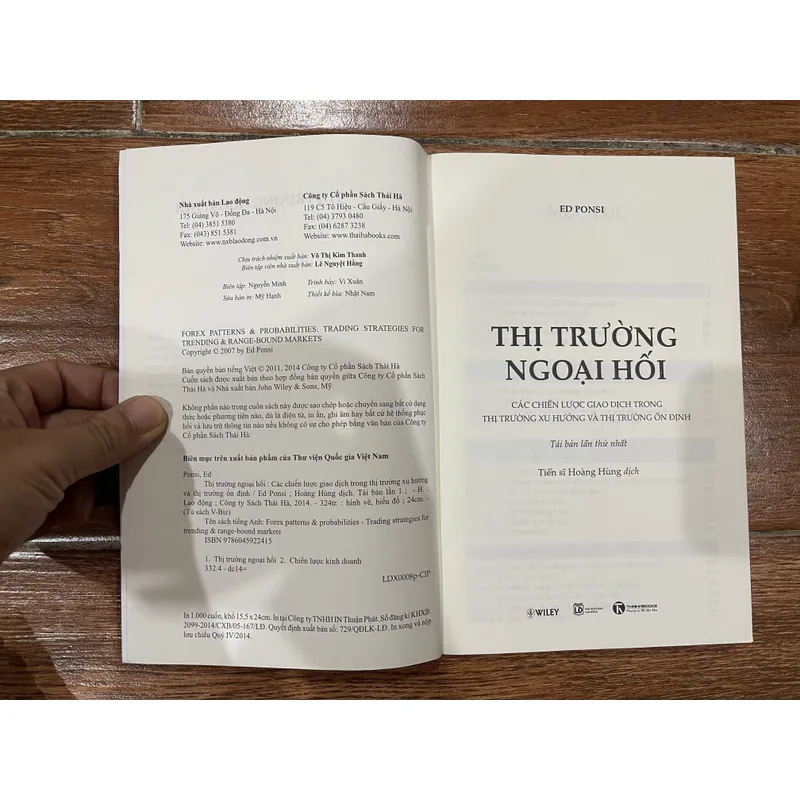 Nhà xuất bản Lao động
175 Giảng Võ - Đống Đa - Hà Nội
Tel: (04) 3851 5380
Fax: (043) 851 5381
Website: www.nxblaodong.com.vn
Công ty Cổ phần Sách Thái Hà
119 C5 Tô Hiệu - Cầu Giấy - Hà Nội
Tel: (04) 3793 0480
Fax: (04) 6287 3238
Website: www.thaihabooks.com
Chịu trách nhiệm xuất bản: Võ Thị Kim Thanh
Biên tập viên nhà xuất bản: Lê Nguyệt Hằng
Biên tập: Nguyễn Minh
Trình bày: Vi Xuân
Sửa bản in: Mỹ Hạnh
Thiết kế bìa: Nhật Nam
FOREX PATTERNS & PROBABILITIES: TRADING STRATEGIES FOR
TRENDING & RANGE-BOUND MARKETS
Copyright © 2007 by Ed Ponsi
Bản quyền bản tiếng Việt © 2011, 2014 Công ty Cổ phần Sách Thái Hà
Cuốn sách được xuất bản theo hợp đồng bản quyền giữa Công ty Cổ phần Sách
Thái Hà và Nhà xuất bản John Wiley & Sons, Mỹ.
Không phần nào trong cuốn sách này được sao chép hoặc chuyển sang bất cứ dạng
thức hoặc phương tiện nào, dù là điện tử, in ấn, ghi âm hay bất cứ hệ thống phục
hồi và lưu trữ thông tin nào nếu không có sự cho phép bằng văn bản của Công ty
Cổ phần Sách Thái Hà.
Biên mục trên xuất bản phẩm của Thư viện Quốc gia Việt Nam
Ponsi, Ed
Thị trường ngoại hối : Các chiến lược giao dịch trong thị trường xu hướng
và thị trường ổn định / Ed Ponsi ; Hoàng Hùng dịch. Tái bản lần 1 ; - H. :
Lao động ; Công ty Sách Thái Hà, 2014. - 324tr. : hình vẽ, biểu đồ ; 24cm. -
(Tủ sách V-Biz)
Tên sách tiếng Anh: Forex patterns & probabilities - Trading strategies for
trending & range-bound markets
ISBN 9786045922415
1. Thị trường ngoại hối 2. Chiến lược kinh doanh
332.4 - dc14=
LDX0008p-CIP
In 1.000 cuốn, khổ 15,5 x 24cm. In tại Công ty TNHH IN Thuận Phát. Số đăng kí KHXB:
2099-2014/CXB/05-167/LĐ. Quyết định xuất bản số: 729/QĐLK-LĐ. In xong và nộp
lưu chiểu Quý IV/2014.
ED PONSI
THỊ TRƯỜNG
NGOẠI HỐI
CÁC CHIẾN LƯỢC GIAO DỊCH TRONG
THỊ TRƯỜNG XU HƯỚNG VÀ THỊ TRƯỜNG ỔN ĐỊNH
Tái bản lần thứ nhất
Tiến sĩ Hoàng Hùng dịch
WILEY
THAIHABOOKS